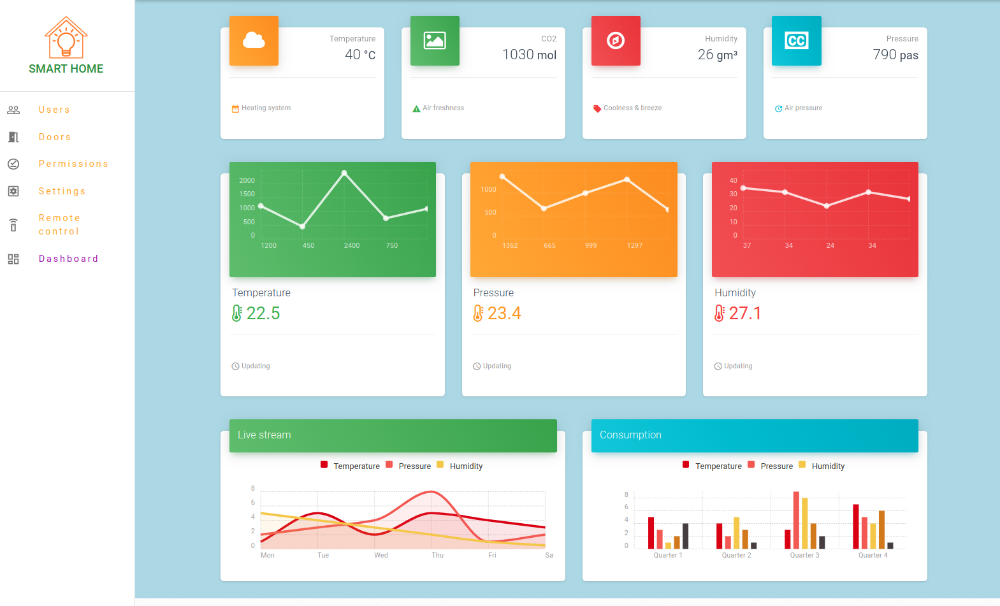 SMART HOME
Users
Doors
Permissions
Settings
Remote
control
Dashboard
Temperature
40 °C
Heating system
CO2
1030 mol
Air freshness
Humidity
26 gm³
Coolness & breeze
CC
Pressure
790 pas
Air pressure
2000
1500
1000
500
0
1200 450 2400 750
Temperature
22.5
Updating
1000
500
0
1362 665 999 1297
Pressure
23.4
Updating
40
30
20
10
0
37 34 24 34
Humidity
27.1
Updating
Live stream
Temperature Pressure Humidity
8
6
4
2
0
Mon Tue Wed Thu Fri Sa
Consumption
Temperature Pressure Humidity
8
6
4
2
0
Quarter 1 Quarter 2 Quarter 3 Quarter 4